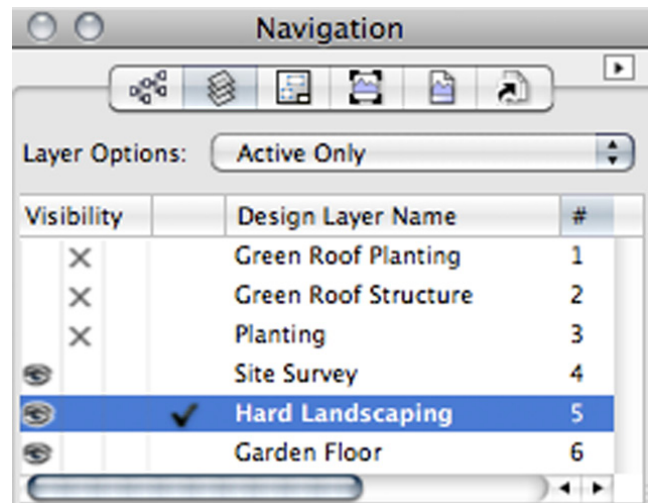 Navigation
Layer Options: Active Only
Visibility Design Layer Name #
Green Roof Planting 1
Green Roof Structure 2
Planting 3
Site Survey 4
Hard Landscaping 5
Garden Floor 6